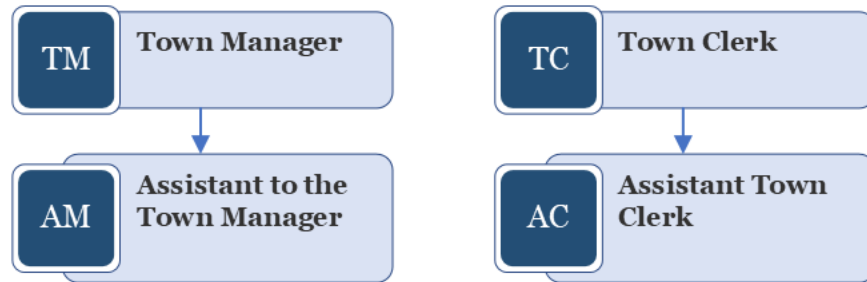 TM
Town Manager
TC
Town Clerk
AM
Assistant to the
Town Manager
AC
Assistant Town
Clerk